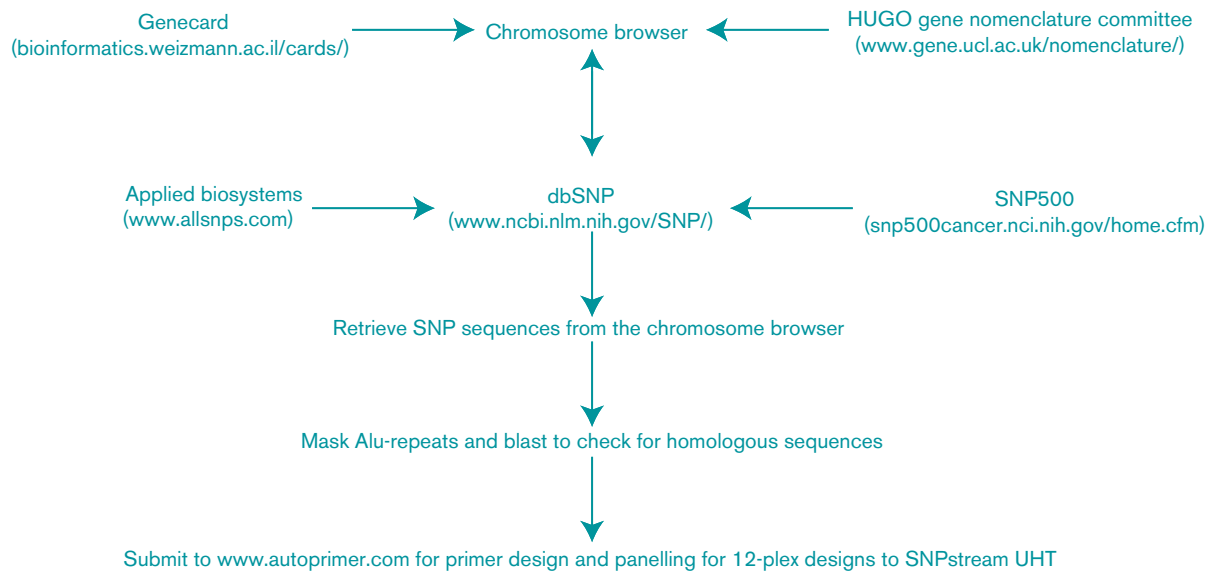 Genecard
(bioinformatics.weizmann.ac.il/cards/)
Chromosome browser
HUGO gene nomenclature committee
(www.gene.ucl.ac.uk/nomenclature/)
Applied biosystems
(www.allsnps.com)
dbSNP
(www.ncbi.nlm.nih.gov/SNP/)
SNP500
(snp500cancer.nci.nih.gov/home.cfm)
Retrieve SNP sequences from the chromosome browser
Mask Alu-repeats and blast to check for homologous sequences
Submit to www.autoprimer.com for primer design and panelling for 12-plex designs to SNPstream UHT